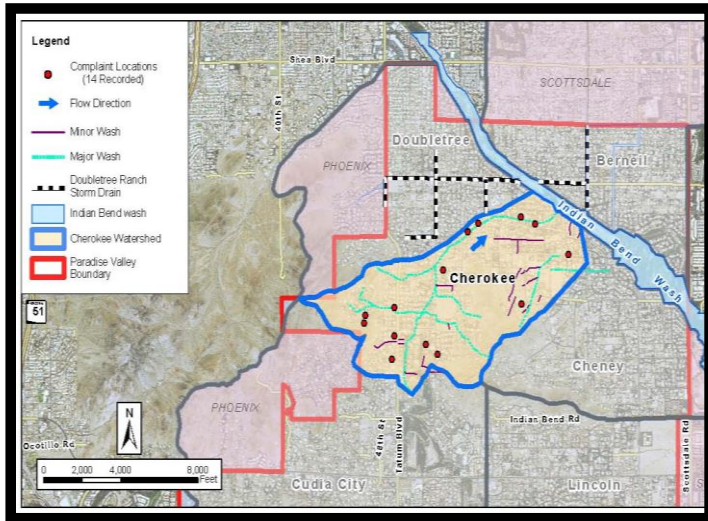 Legend
Complaint Locations
(14 Recorded)
Flow Direction
Minor Wash
Major Wash
Doubletree Ranch
Storm Drain
Indian Bend wash
Cherokee Watershed
Paradise Valley
Boundary
Shea Blvd
SCOTTSDALE
40th St
Doubletree
PHOENIX
Berneil
Indian Bend Wash
Cherokee
51
Cheney
PHOENIX
N
Indian Bend Rd
48th St
Tatum Blvd
Ocotillo Rd
Scottsdale Rd
0 2,000 4,000 8,000
Feet
Cudia City
Lincoln